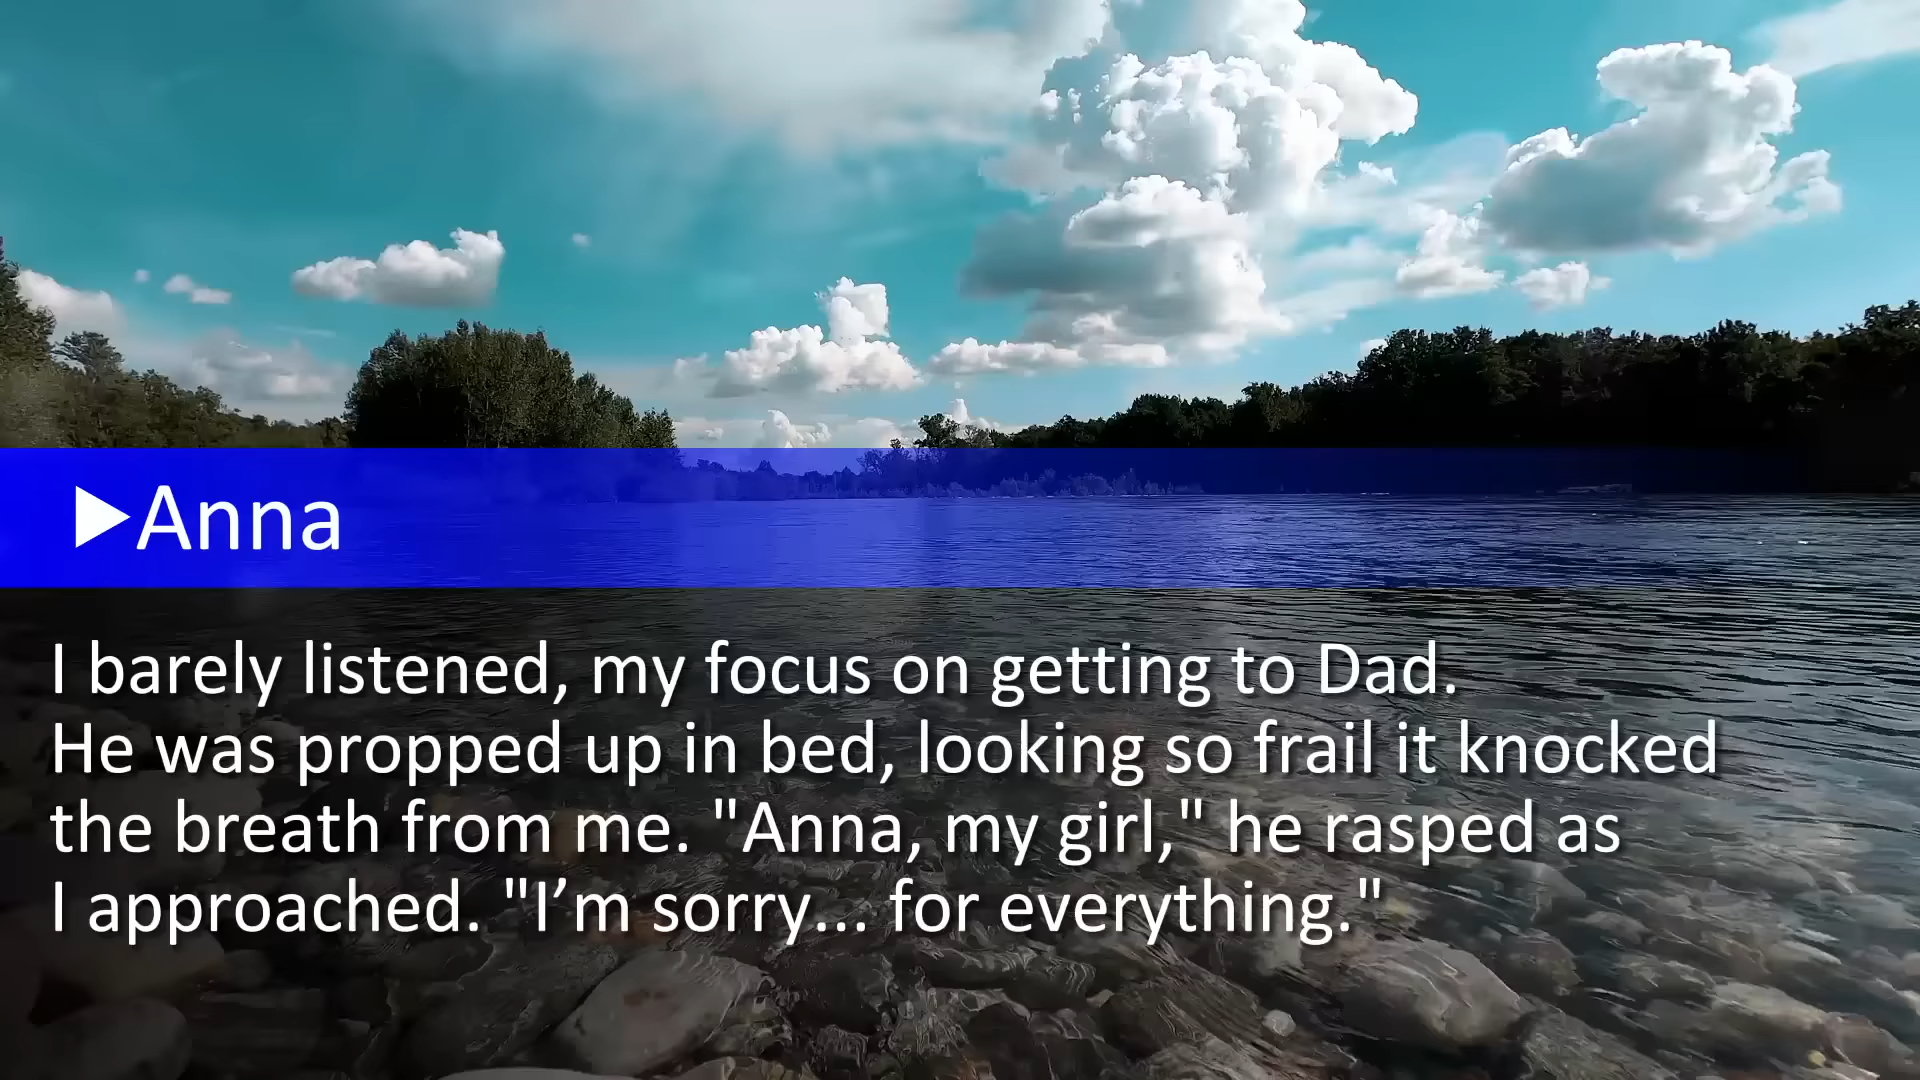 ▶Anna
I barely listened, my focus on getting to Dad.
He was propped up in bed, looking so frail it knocked
the breath from me. "Anna, my girl," he rasped as
I approached. "I’m sorry... for everything."